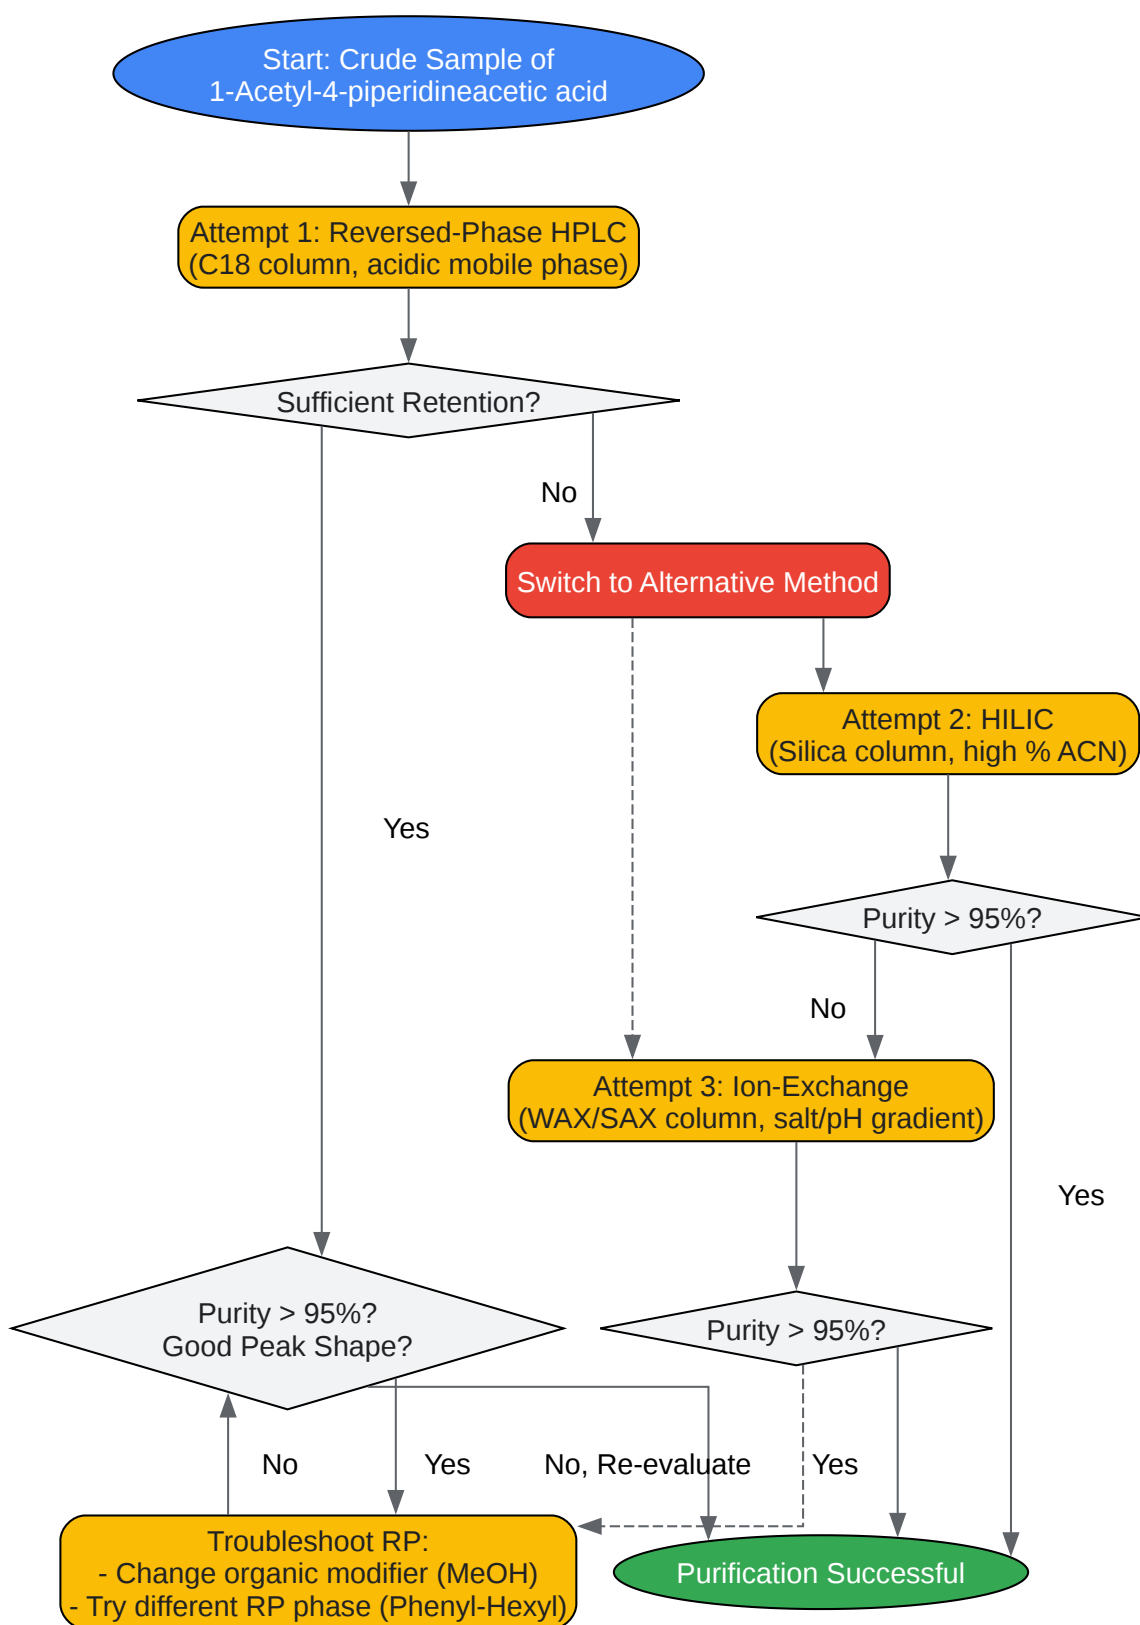 Start: Crude Sample of
1-Acetyl-4-piperidineacetic acid
Attempt 1: Reversed-Phase HPLC
(C18 column, acidic mobile phase)
Sufficient Retention?
No
Switch to Alternative Method
Attempt 2: HILIC
(Silica column, high % ACN)
Yes
Purity > 95%?
No
Attempt 3: Ion-Exchange
(WAX/SAX column, salt/pH gradient)
Yes
Purity > 95%?
Good Peak Shape?
Purity > 95%?
No
Yes
No, Re-evaluate
Yes
Troubleshoot RP:
- Change organic modifier (MeOH)
- Try different RP phase (Phenyl-Hexyl)
Purification Successful